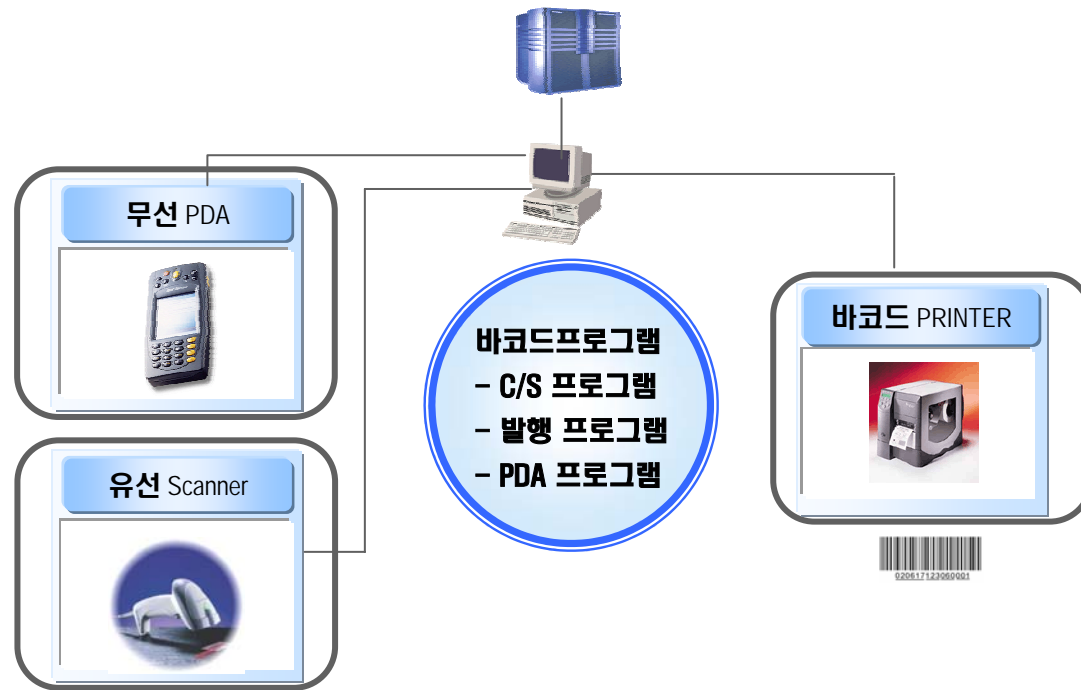 무선 PDA
바코드프로그램
- C/S 프로그램
- 발행 프로그램
- PDA 프로그램
바코드 PRINTER
유선 Scanner
020617123060001